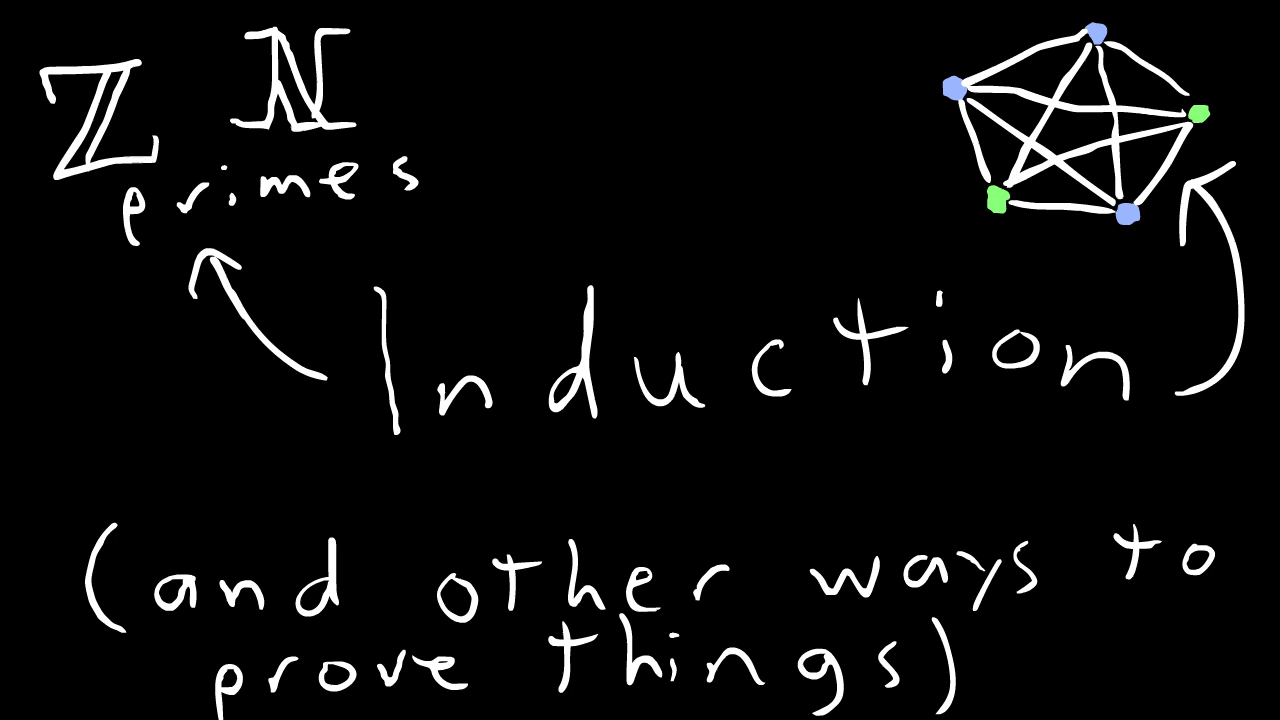 ℤ ℕ
primes
Induction
(and other ways to
prove things)